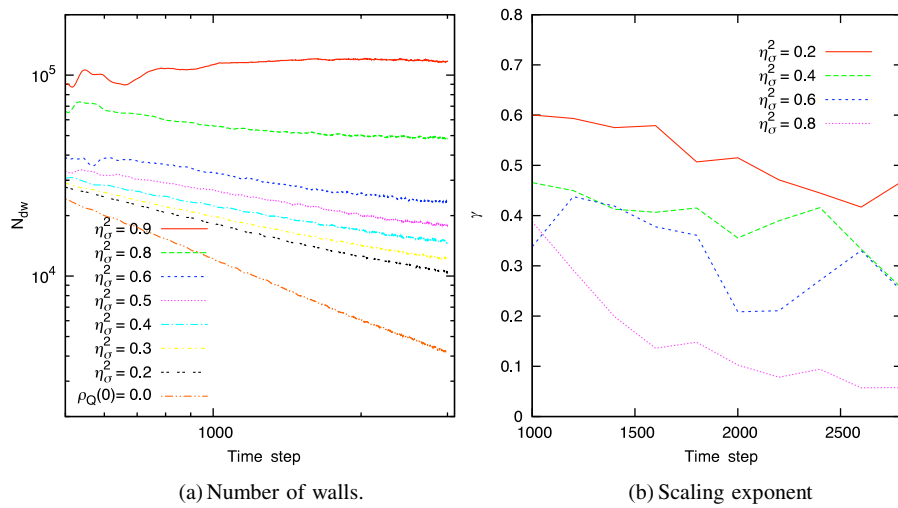 10^5
10^4
N_dw
η_σ^2 = 0.9
η_σ^2 = 0.8
η_σ^2 = 0.6
η_σ^2 = 0.5
η_σ^2 = 0.4
η_σ^2 = 0.3
η_σ^2 = 0.2
ρ_Q(0) = 0.0
1000
Time step
(a) Number of walls.
0.8
0.7
0.6
0.5
0.4
0.3
0.2
0.1
0
γ
η_σ^2 = 0.2
η_σ^2 = 0.4
η_σ^2 = 0.6
η_σ^2 = 0.8
1000 1500 2000 2500
Time step
(b) Scaling exponent